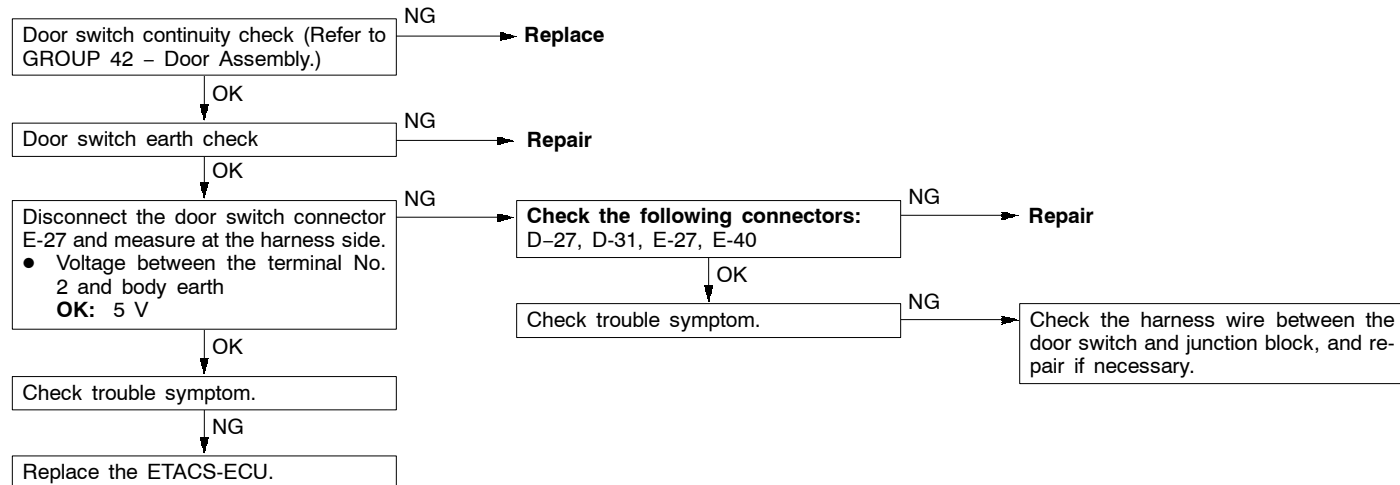 Door switch continuity check (Refer to
GROUP 42 – Door Assembly.)
NG
Replace
OK
Door switch earth check
NG
Repair
OK
Disconnect the door switch connector
E-27 and measure at the harness side.
● Voltage between the terminal No.
2 and body earth
OK: 5 V
NG
Check the following connectors:
D–27, D-31, E-27, E-40
NG
Repair
OK
Check trouble symptom.
NG
Check the harness wire between the
door switch and junction block, and re-
pair if necessary.
OK
Check trouble symptom.
NG
Replace the ETACS-ECU.